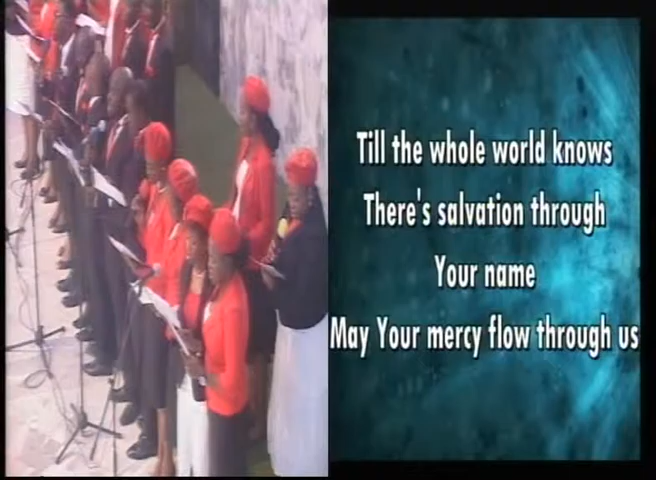 Till the whole world knows
There's salvation through
Your name
May Your mercy flow through us